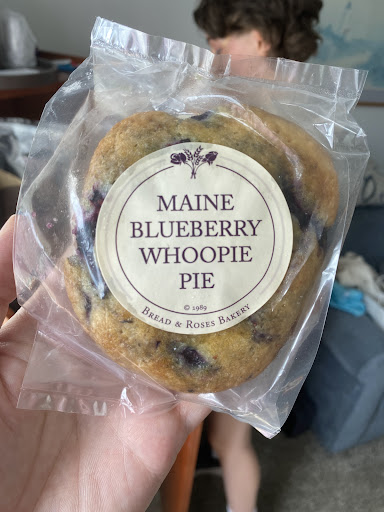 MAINE
BLUEBERRY
WHOOPIE
PIE
© 1989
BREAD & ROSES BAKERY